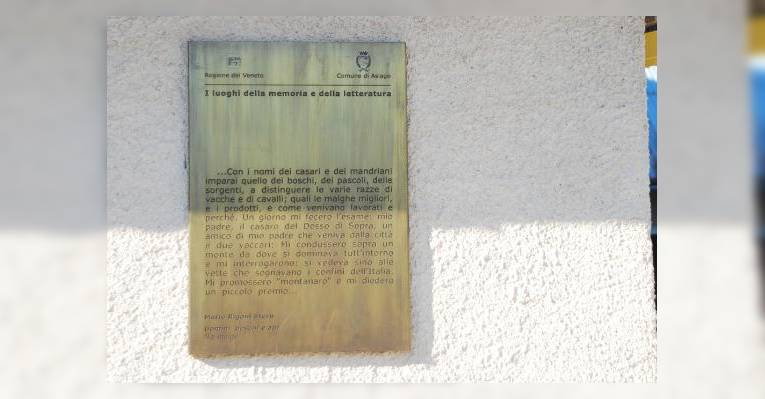 Regione del Veneto
Comune di Asiago
I luoghi della memoria e della letteratura
...Con i nomi dei casari e dei mandriani
imparai quello dei boschi, dei pascoli, delle
sorgenti, a distinguere le varie razze di
vacche e di cavalli; quali le malghe migliori,
e i prodotti, e come venivano lavorati e
perché. Un giorno mi fecero l'esame: mio
padre, il casaro del Dosso di Sopra, un
amico di mio padre che veniva dalla città
e due vaccari: Mi condussero sopra un
monte da dove si dominava tutt'intorno
e mi interrogarono: si vedeva sino alle
vette che segnavano i confini dell'Italia.
Mi promossero "montanaro" e mi diedero
un piccolo premio...
Mario Rigoni Stern
Uomini, boschi e api